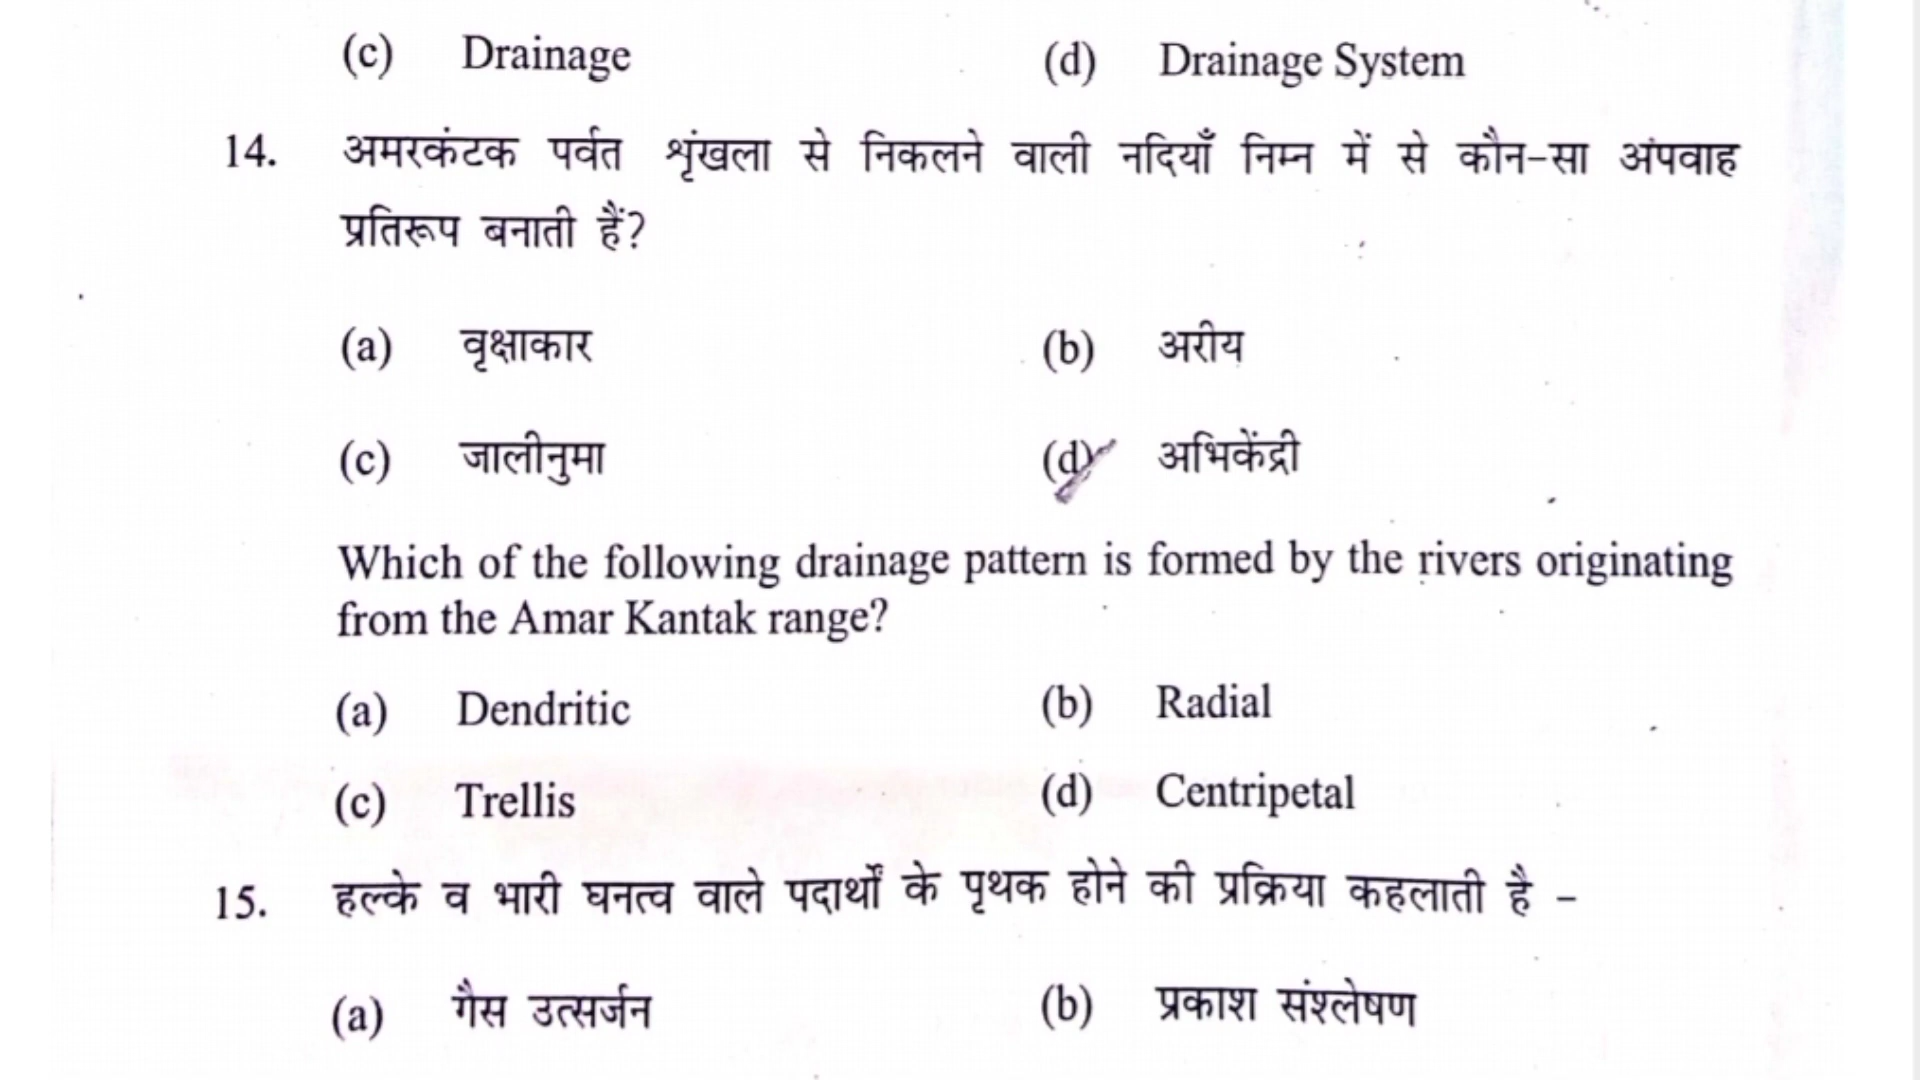 (c) Drainage (d) Drainage System
14. अमरकंटक पर्वत शृंखला से निकलने वाली नदियाँ निम्न में से कौन-सा अंपवाह
प्रतिरूप बनाती हैं?
(a) वृक्षाकार (b) अरीय
(c) जालीनुमा (d) अभिकेंद्री
Which of the following drainage pattern is formed by the rivers originating
from the Amar Kantak range?
(a) Dendritic (b) Radial
(c) Trellis (d) Centripetal
15. हल्के व भारी घनत्व वाले पदार्थों के पृथक होने की प्रक्रिया कहलाती है –
(a) गैस उत्सर्जन (b) प्रकाश संश्लेषण